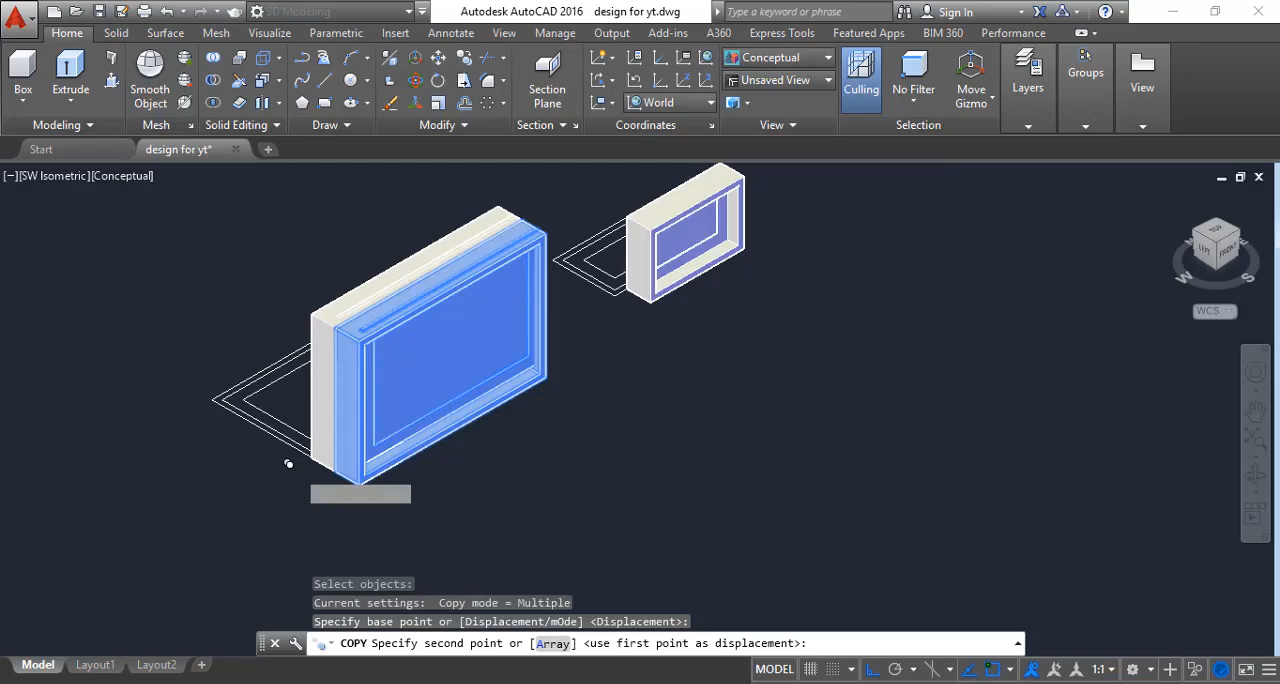 3D Modeling
Autodesk AutoCAD 2016 design for yt.dwg
Type a keyword or phrase
Sign In
Home Solid Surface Mesh Visualize Parametric Insert Annotate View Manage Output Add-ins A360 Express Tools Featured Apps BIM 360 Performance
Box
Extrude
Smooth
Object
Section
Plane
Conceptual
Unsaved View
World
Culling
No Filter
Move
Gizmo
Layers
Groups
View
Modeling
Mesh
Solid Editing
Draw
Modify
Section
Coordinates
View
Selection
Start
design for yt*
[−][SW Isometric][Conceptual]
TOP
LEFT
FRONT
W
S
WCS
Select objects:
Current settings: Copy mode = Multiple
Specify base point or [Displacement/mOde] <Displacement>:
COPY Specify second point or [Array] <use first point as displacement>:
Model Layout1 Layout2
MODEL
1:1